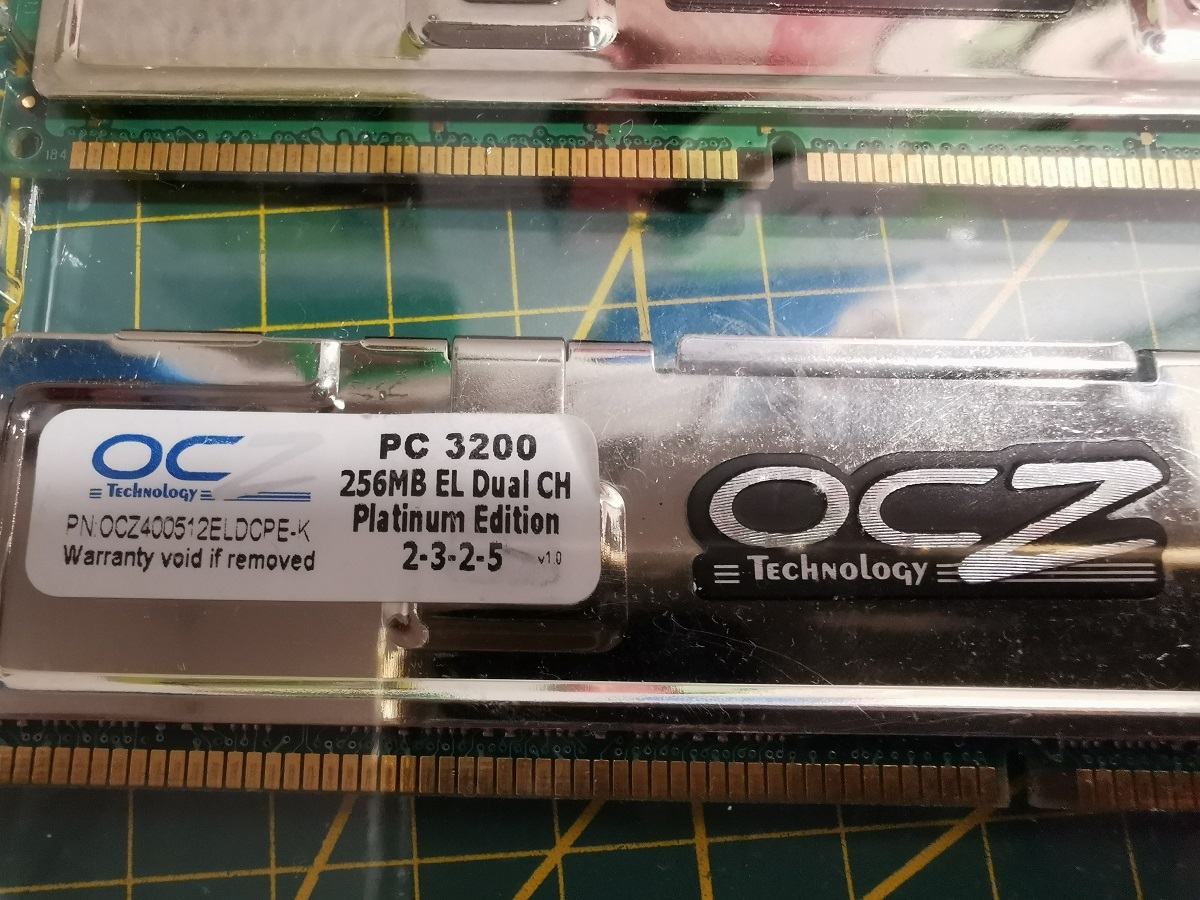 184
OCZ
Technology
PC 3200
256MB EL Dual CH
Platinum Edition
2-3-2-5 v1.0
PN:OCZ400512ELDCPE-K
Warranty void if removed
OCZ
Technology